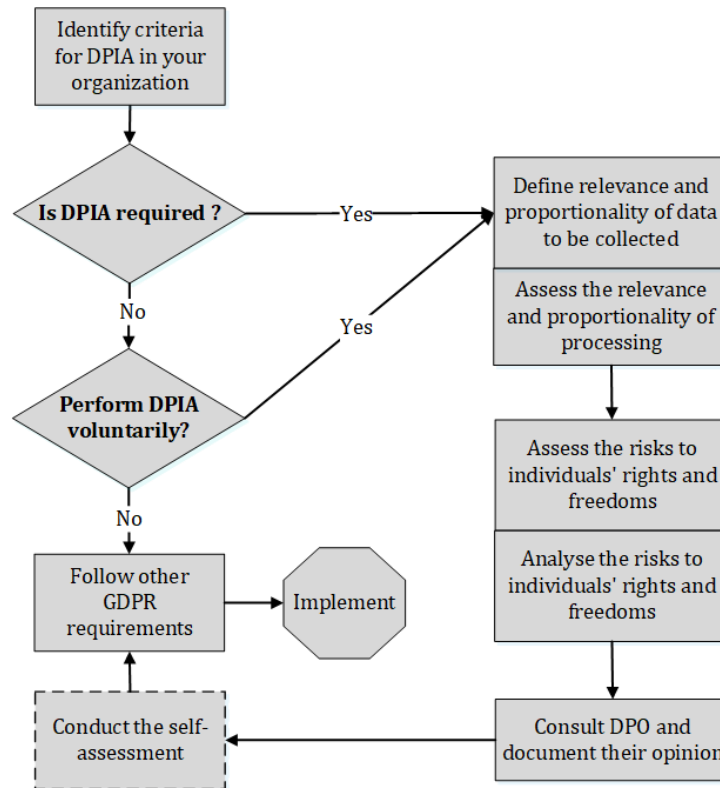 Identify criteria
for DPIA in your
organization
Is DPIA required ?
Yes
Define relevance and
proportionality of data
to be collected
No
Assess the relevance
and proportionality of
processing
Yes
Perform DPIA
voluntarily?
Assess the risks to
individuals' rights and
freedoms
No
Analyse the risks to
individuals' rights and
freedoms
Follow other
GDPR
requirements
Implement
Conduct the self-
assessment
Consult DPO and
document their opinion